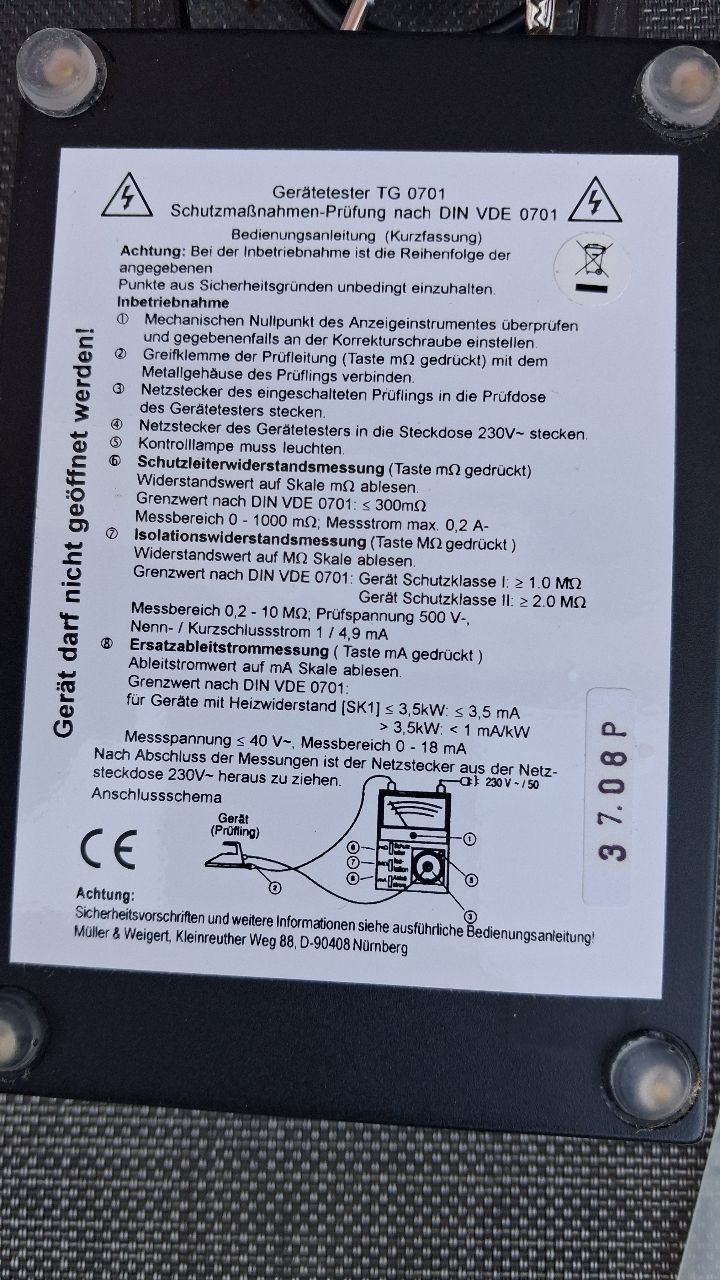 Gerätetester TG 0701
Schutzmaßnahmen-Prüfung nach DIN VDE 0701
Bedienungsanleitung (Kurzfassung)
Achtung: Bei der Inbetriebnahme ist die Reihenfolge der
angegebenen
Punkte aus Sicherheitsgründen unbedingt einzuhalten.
Inbetriebnahme
① Mechanischen Nullpunkt des Anzeigeinstrumentes überprüfen
und gegebenenfalls an der Korrekturschraube einstellen.
② Greifklemme der Prüfleitung (Taste mΩ gedrückt) mit dem
Metallgehäuse des Prüflings verbinden.
③ Netzstecker des eingeschalteten Prüflings in die Prüfdose
des Gerätetesters stecken.
④ Netzstecker des Gerätetesters in die Steckdose 230V~ stecken.
⑤ Kontrolllampe muss leuchten.
⑥ Schutzleiterwiderstandsmessung (Taste mΩ gedrückt)
Widerstandswert auf Skale mΩ ablesen.
Grenzwert nach DIN VDE 0701: ≤ 300mΩ
Messbereich 0 - 1000 mΩ; Messstrom max. 0,2 A-
⑦ Isolationswiderstandsmessung (Taste MΩ gedrückt )
Widerstandswert auf MΩ Skale ablesen.
Grenzwert nach DIN VDE 0701: Gerät Schutzklasse I: ≥ 1.0 MΩ
Gerät Schutzklasse II: ≥ 2.0 MΩ
Messbereich 0,2 - 10 MΩ; Prüfspannung 500 V-,
Nenn- / Kurzschlussstrom 1 / 4,9 mA
⑧ Ersatzableitstrommessung ( Taste mA gedrückt )
Ableitstromwert auf mA Skale ablesen.
Grenzwert nach DIN VDE 0701:
für Geräte mit Heizwiderstand [SK1] ≤ 3,5kW: ≤ 3,5 mA
> 3,5kW: < 1 mA/kW
Messspannung ≤ 40 V~, Messbereich 0 - 18 mA
Nach Abschluss der Messungen ist der Netzstecker aus der Netz-
steckdose 230V~ heraus zu ziehen.
230 V ~ / 50
Anschlussschema
Gerät
(Prüfling)
①
⑥
⑦
②
③
Achtung:
Sicherheitsvorschriften und weitere Informationen siehe ausführliche Bedienungsanleitung!
Müller & Weigert, Kleinreuther Weg 88, D-90408 Nürnberg
Gerät darf nicht geöffnet werden!
CE
37.08P